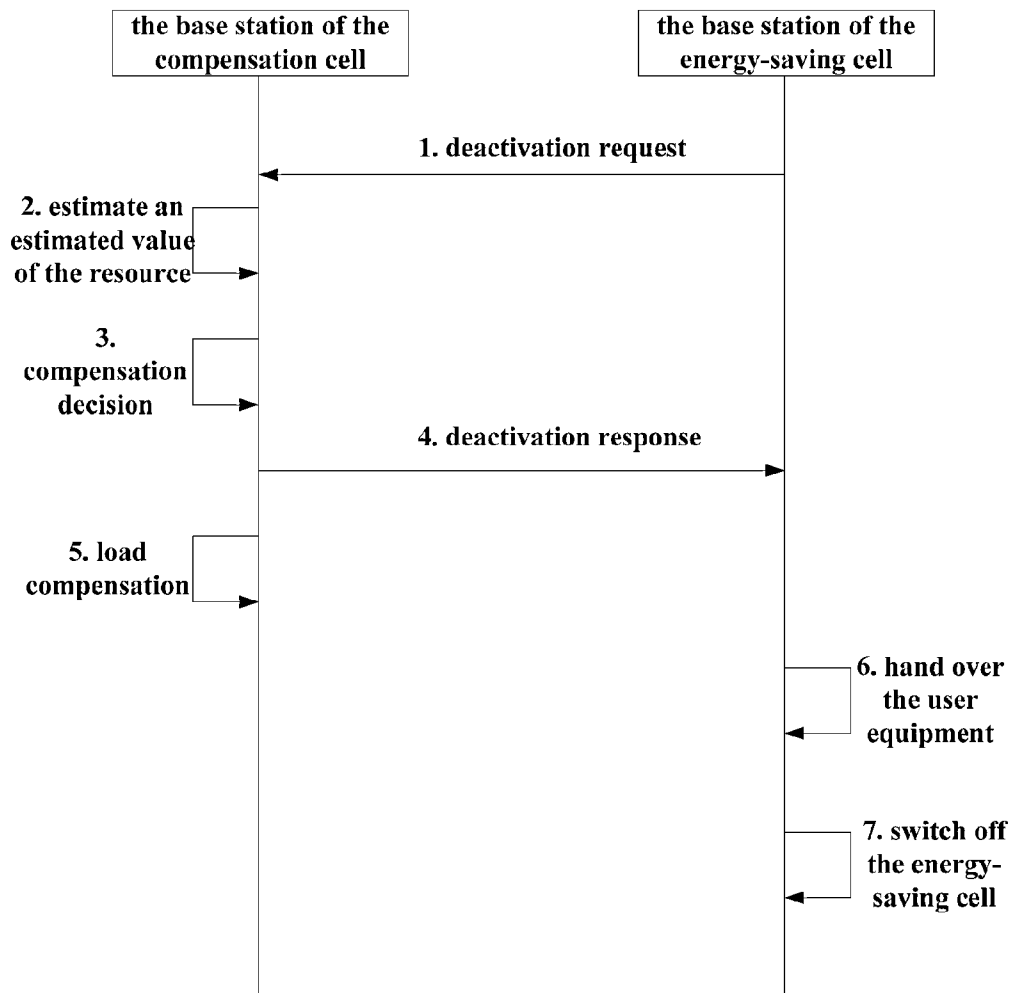 the base station of the
compensation cell
the base station of the
energy-saving cell
1. deactivation request
2. estimate an
estimated value
of the resource
3.
compensation
decision
4. deactivation response
5. load
compensation
6. hand over
the user
equipment
7. switch off
the energy-
saving cell